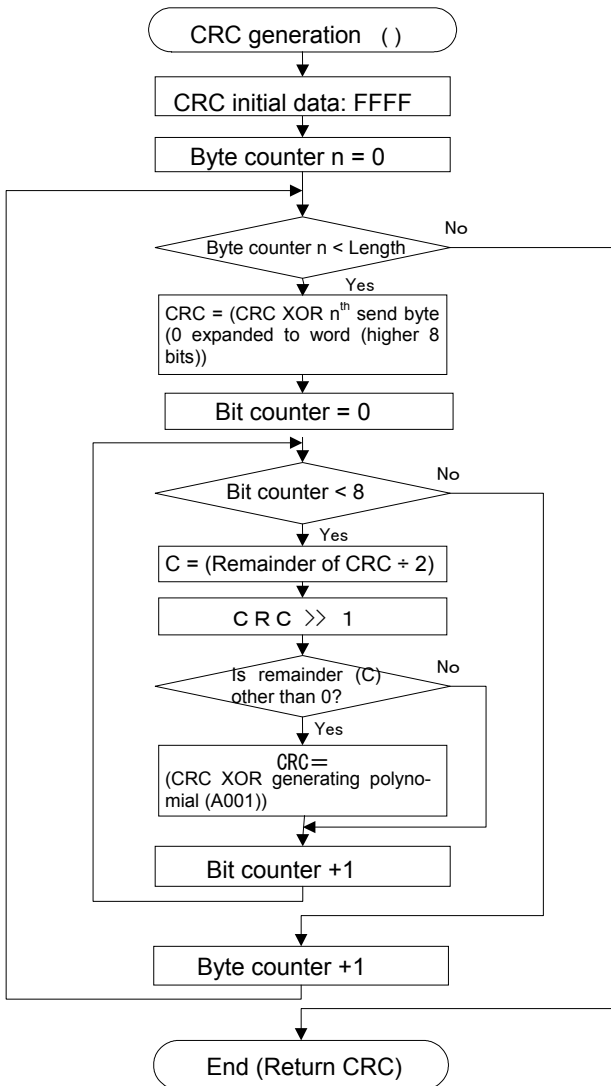 CRC generation ( )
CRC initial data: FFFF
Byte counter n = 0
Byte counter n < Length
No
Yes
CRC = (CRC XOR nth send byte
(0 expanded to word (higher 8
bits))
Bit counter = 0
Bit counter < 8
No
Yes
C = (Remainder of CRC ÷ 2)
ＣＲＣ ≫ １
Is remainder (C)
other than 0?
No
Yes
CRC＝
(CRC XOR generating polyno-
mial (A001))
Bit counter +1
Byte counter +1
End (Return CRC)